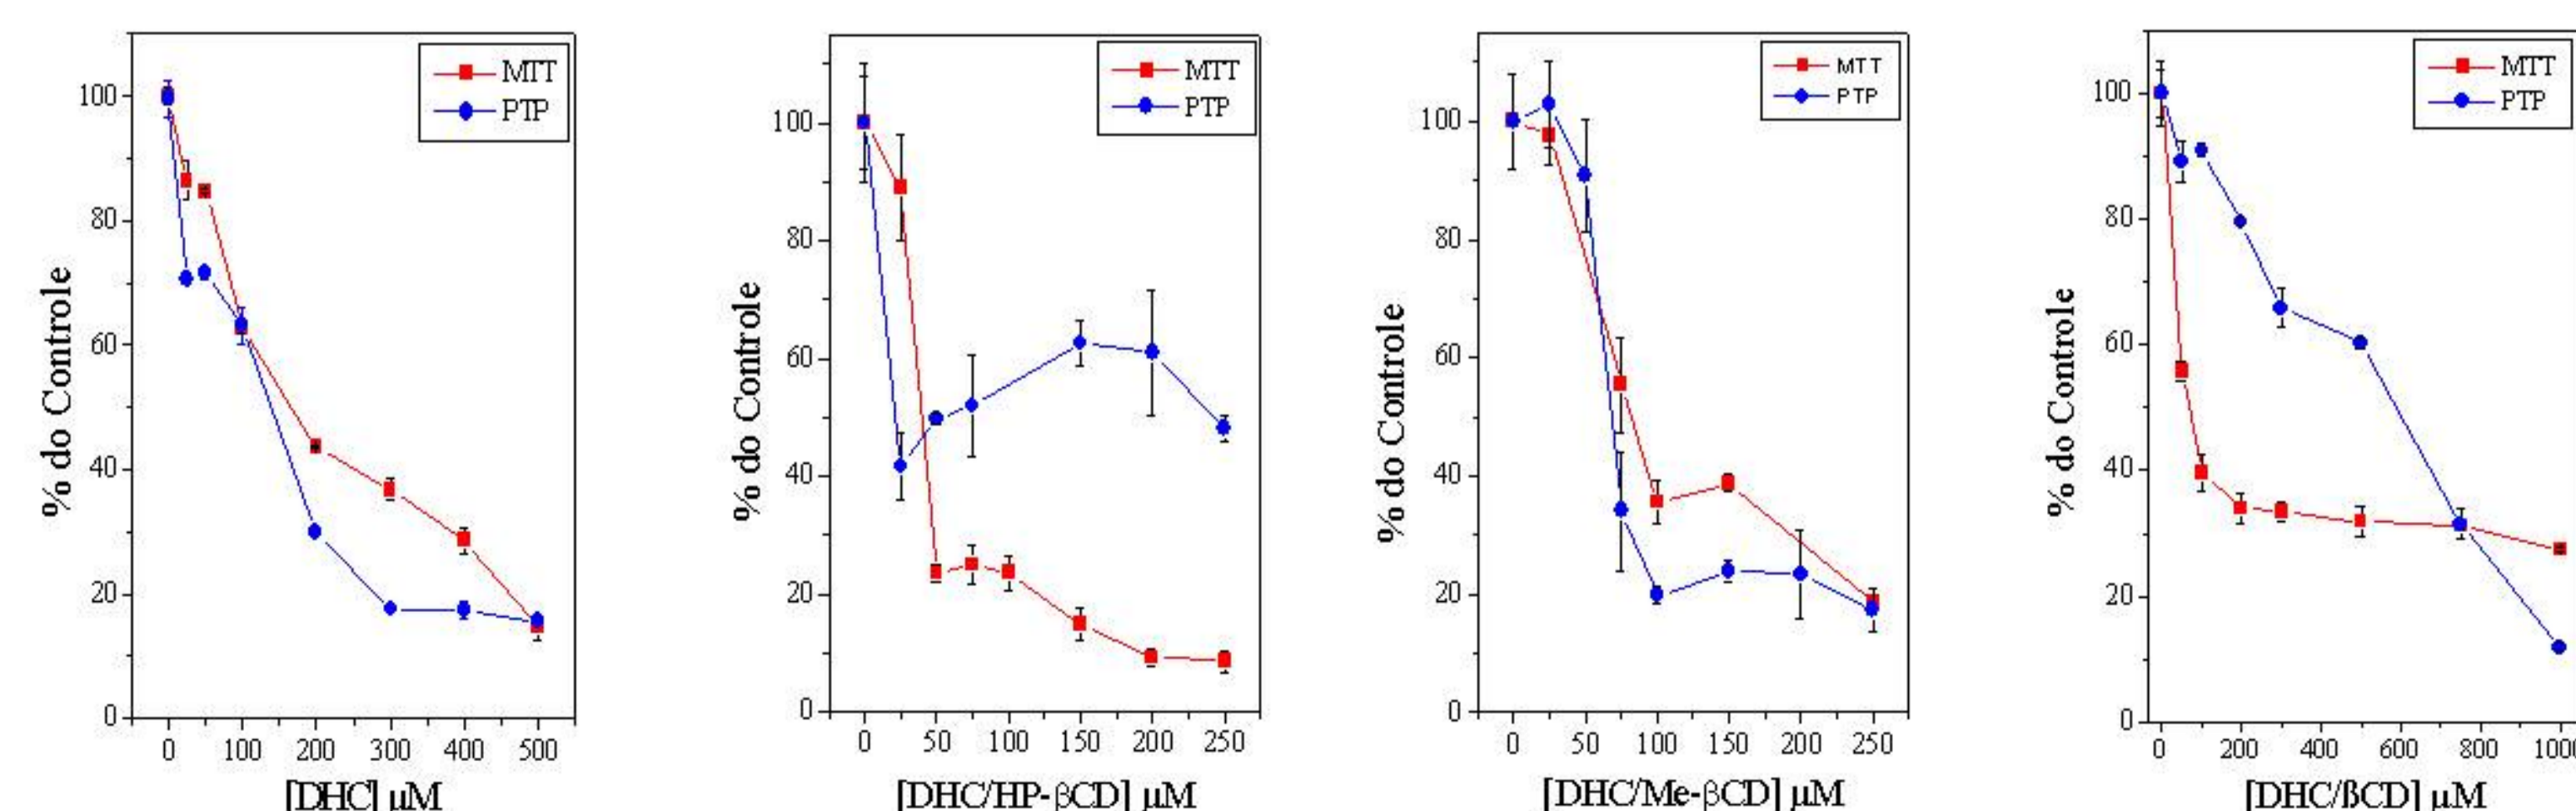 MTT
PTP
100
80
60
40
20
0
0 100 200 300 400 500
% do Controle
[DHC] μM
MTT
PTP
100
80
60
40
20
0
0 50 100 150 200 250
% do Controle
[DHC/HP-βCD] μM
MTT
PTP
100
80
60
40
20
0
0 50 100 150 200 250
% do Controle
[DHC/Me-βCD] μM
MTT
PTP
100
80
60
40
20
0
0 200 400 600 800 1000
% do Controle
[DHC/ßCD] μM